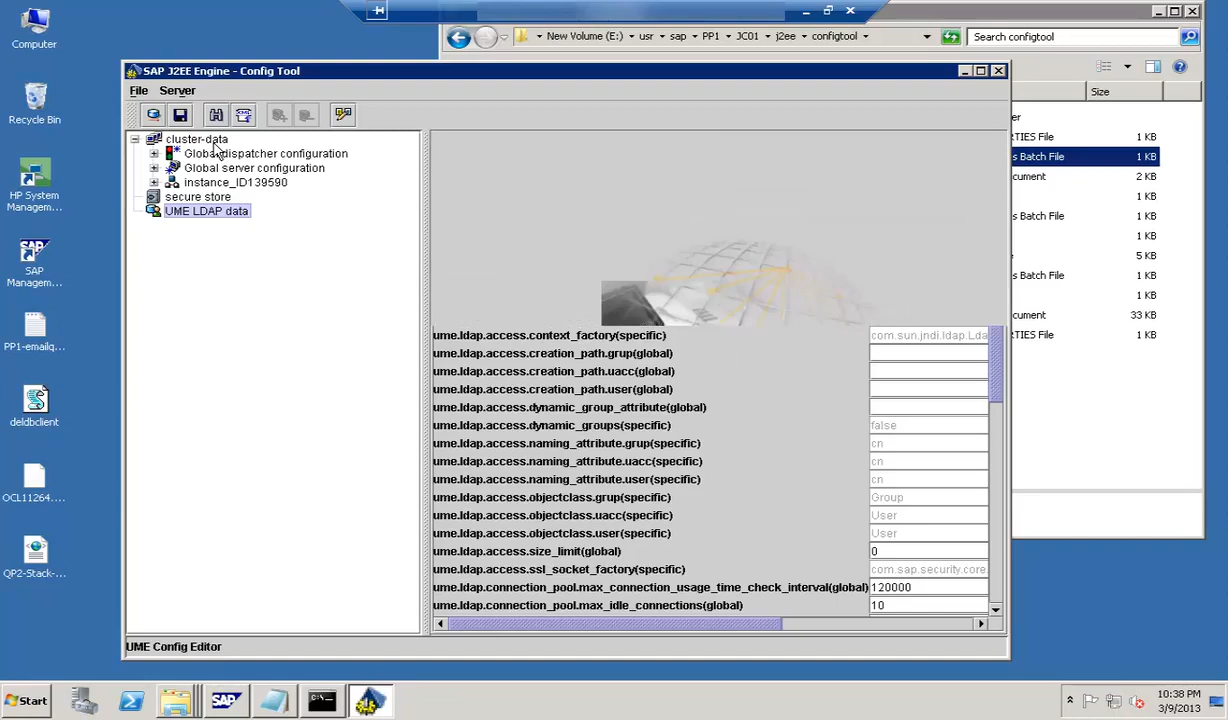 Computer
Recycle Bin
HP System
Managem...
SAP
Managem...
PP1-emailq...
deldbclient
OCL11264....
QP2-Stack-...
New Volume (E:) usr sap PP1 JC01 j2ee configtool
Search configtool
Size
er
TIES File 1 KB
s Batch File 1 KB
ument 2 KB
1 KB
s Batch File 1 KB
1 KB
s 5 KB
s Batch File 1 KB
1 KB
ument 33 KB
TIES File 1 KB
SAP J2EE Engine - Config Tool
File Server
cluster-data
Global dispatcher configuration
Global server configuration
instance_ID139590
secure store
UME LDAP data
ume.ldap.access.context_factory(specific) com.sun.jndi.ldap.Lda
ume.ldap.access.creation_path.grup(global)
ume.ldap.access.creation_path.uacc(global)
ume.ldap.access.creation_path.user(global)
ume.ldap.access.dynamic_group_attribute(global)
ume.ldap.access.dynamic_groups(specific) false
ume.ldap.access.naming_attribute.grup(specific) cn
ume.ldap.access.naming_attribute.uacc(specific) cn
ume.ldap.access.naming_attribute.user(specific) cn
ume.ldap.access.objectclass.grup(specific) Group
ume.ldap.access.objectclass.uacc(specific) User
ume.ldap.access.objectclass.user(specific) User
ume.ldap.access.size_limit(global) 0
ume.ldap.access.ssl_socket_factory(specific) com.sap.security.core.
ume.ldap.connection_pool.max_connection_usage_time_check_interval(global) 120000
ume.ldap.connection_pool.max_idle_connections(global) 10
UME Config Editor
Start
SAP
10:38 PM
3/9/2013